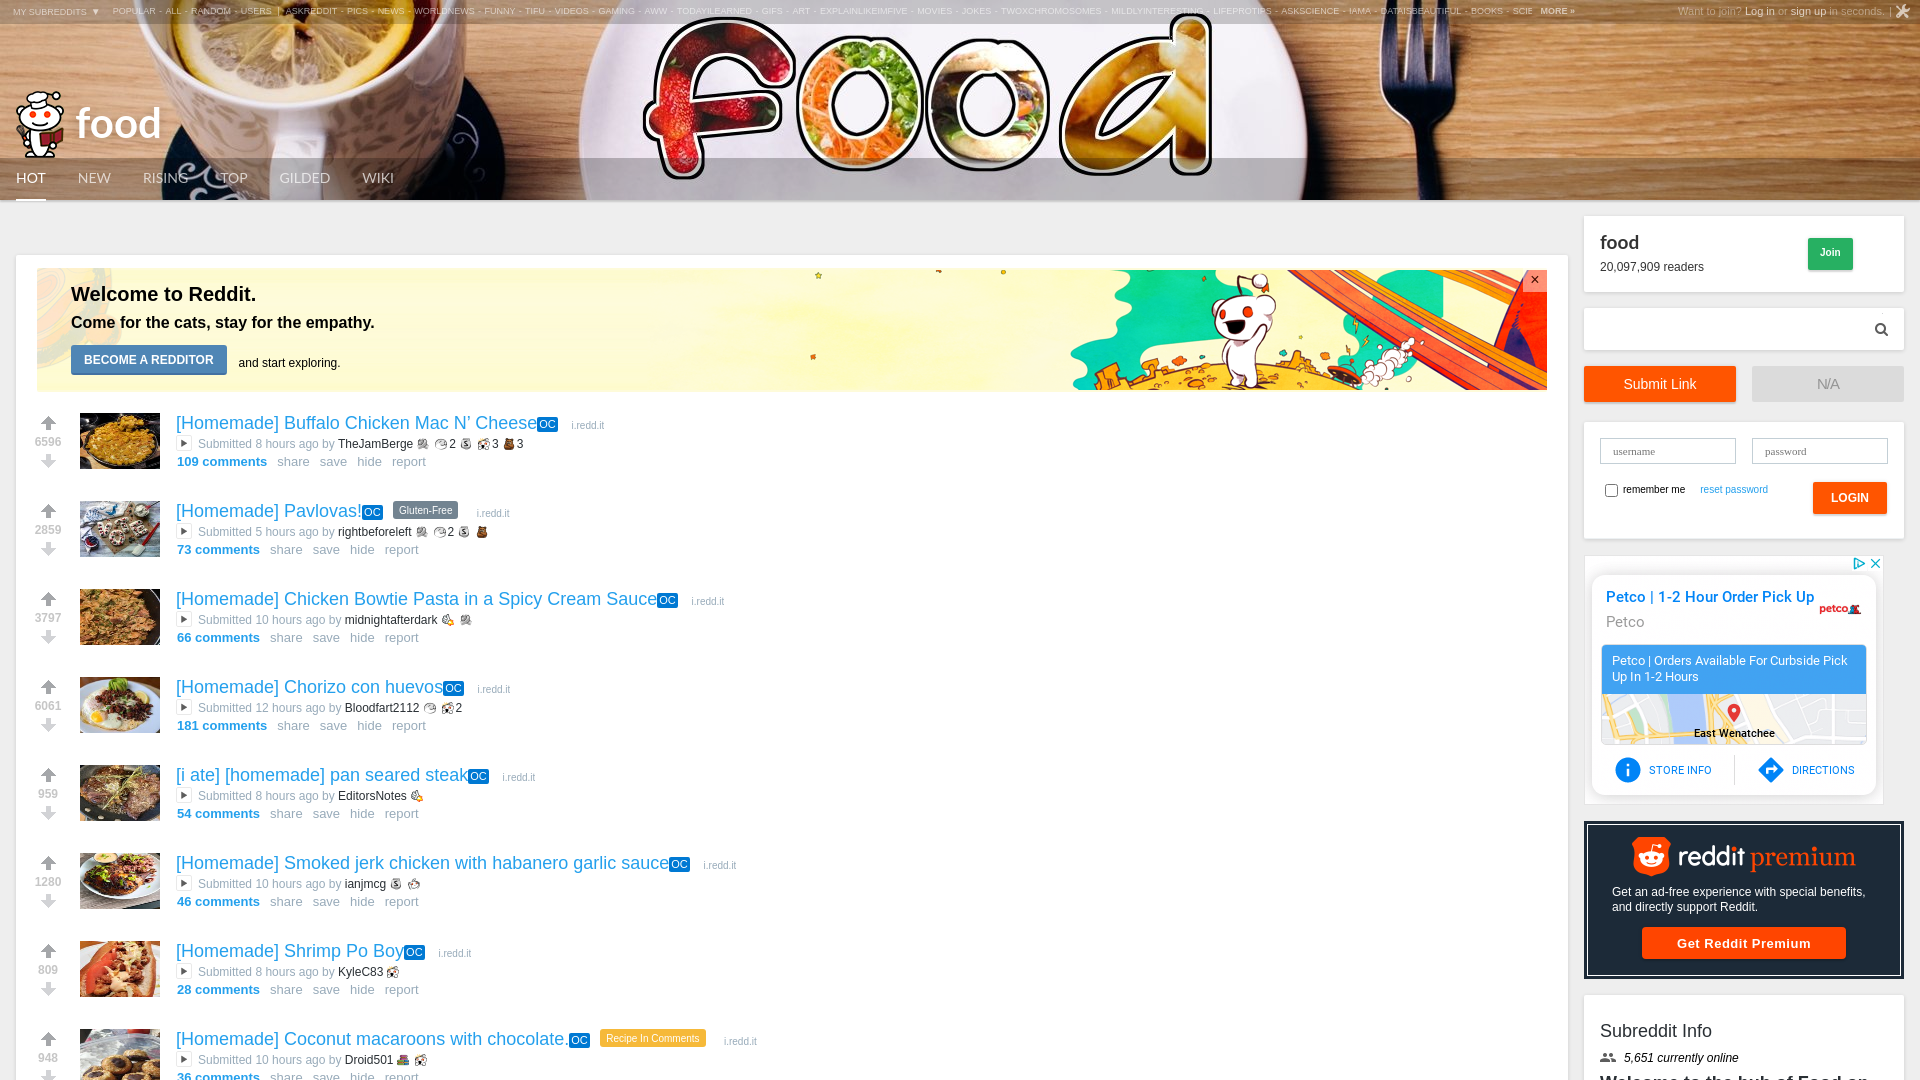 MY SUBREDDITS ▼ POPULAR - ALL - RANDOM - USERS | ASKREDDIT - PICS - NEWS - WORLDNEWS - FUNNY - TIFU - VIDEOS - GAMING - AWW - TODAYILEARNED - GIFS - ART - EXPLAINLIKEIMFIVE - MOVIES - JOKES - TWOXCHROMOSOMES - MILDLYINTERESTING - LIFEPROTIPS - ASKSCIENCE - IAMA - DATAISBEAUTIFUL - BOOKS - SCIE MORE »
Want to join? Log in or sign up in seconds. |
food
food
HOT NEW RISING TOP GILDED WIKI
Welcome to Reddit.
Come for the cats, stay for the empathy.
BECOME A REDDITOR and start exploring.
×
6596
[Homemade] Buffalo Chicken Mac N’ Cheese OC i.redd.it
Submitted 8 hours ago by TheJamBerge 2 3 3
109 comments share save hide report
2859
[Homemade] Pavlovas! OC Gluten-Free i.redd.it
Submitted 5 hours ago by rightbeforeleft 2
73 comments share save hide report
3797
[Homemade] Chicken Bowtie Pasta in a Spicy Cream Sauce OC i.redd.it
Submitted 10 hours ago by midnightafterdark
66 comments share save hide report
6061
[Homemade] Chorizo con huevos OC i.redd.it
Submitted 12 hours ago by Bloodfart2112 2
181 comments share save hide report
959
[i ate] [homemade] pan seared steak OC i.redd.it
Submitted 8 hours ago by EditorsNotes
54 comments share save hide report
1280
[Homemade] Smoked jerk chicken with habanero garlic sauce OC i.redd.it
Submitted 10 hours ago by ianjmcg
46 comments share save hide report
809
[Homemade] Shrimp Po Boy OC i.redd.it
Submitted 8 hours ago by KyleC83
28 comments share save hide report
948
[Homemade] Coconut macaroons with chocolate. OC Recipe In Comments i.redd.it
Submitted 10 hours ago by Droid501
36 comments share save hide report
food
20,097,909 readers
Join
Submit Link N/A
username password
remember me reset password LOGIN
Petco | 1-2 Hour Order Pick Up
petco
Petco
Petco | Orders Available For Curbside Pick
Up In 1-2 Hours
East Wenatchee
STORE INFO DIRECTIONS
reddit premium
Get an ad-free experience with special benefits,
and directly support Reddit.
Get Reddit Premium
Subreddit Info
5,651 currently online
Welcome to the hub of Food on